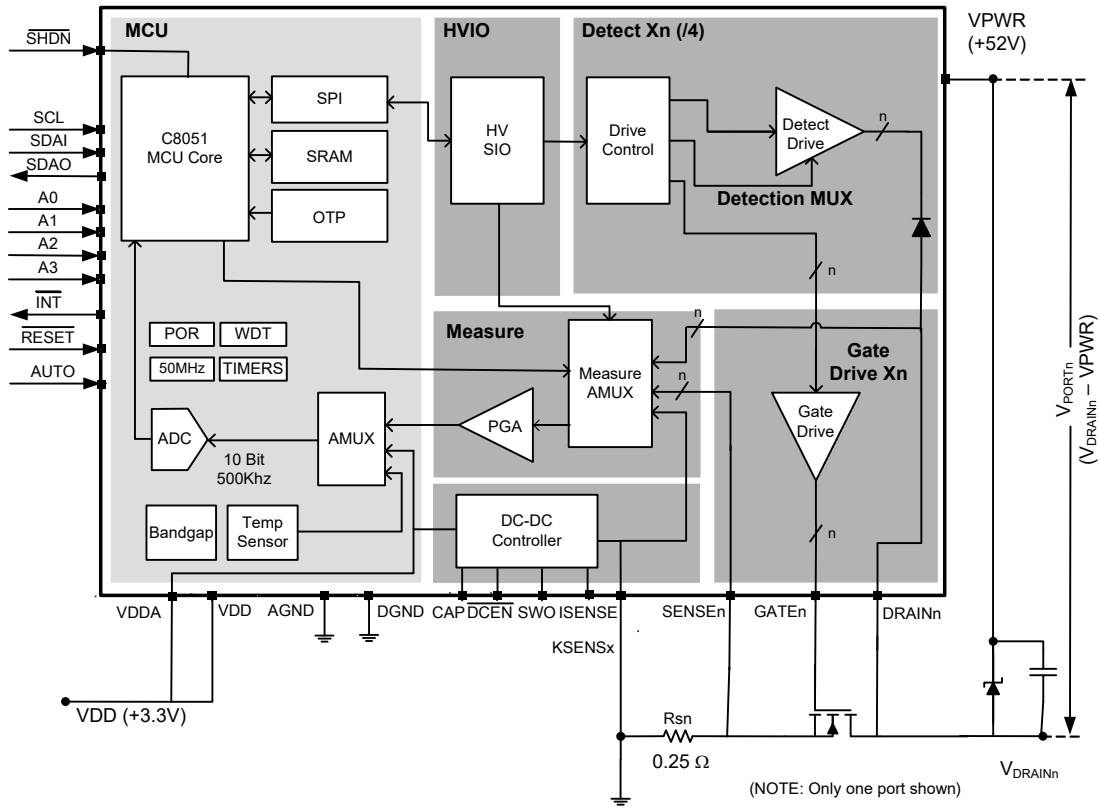 MCU
HVIO
Detect Xn (/4)
VPWR
(+52V)
SHDN
SCL
SDAI
SDAO
A0
A1
A2
A3
INT
RESET
AUTO
C8051
MCU Core
SPI
SRAM
OTP
HV
SIO
Drive
Control
Detect
Drive
n
Detection MUX
n
POR
WDT
50MHz
TIMERS
Measure
n
n
Measure
AMUX
Gate
Drive Xn
Gate
Drive
n
ADC
10 Bit
500Khz
AMUX
PGA
Bandgap
Temp
Sensor
DC-DC
Controller
VPORTn
(VDRAINn – VPWR)
VDDA
VDD
AGND
DGND
CAP
DCEN
SWO
ISENSE
KSENSx
SENSEn
GATEn
DRAINn
VDD (+3.3V)
Rsn
0.25 Ω
VDRAINn
(NOTE: Only one port shown)